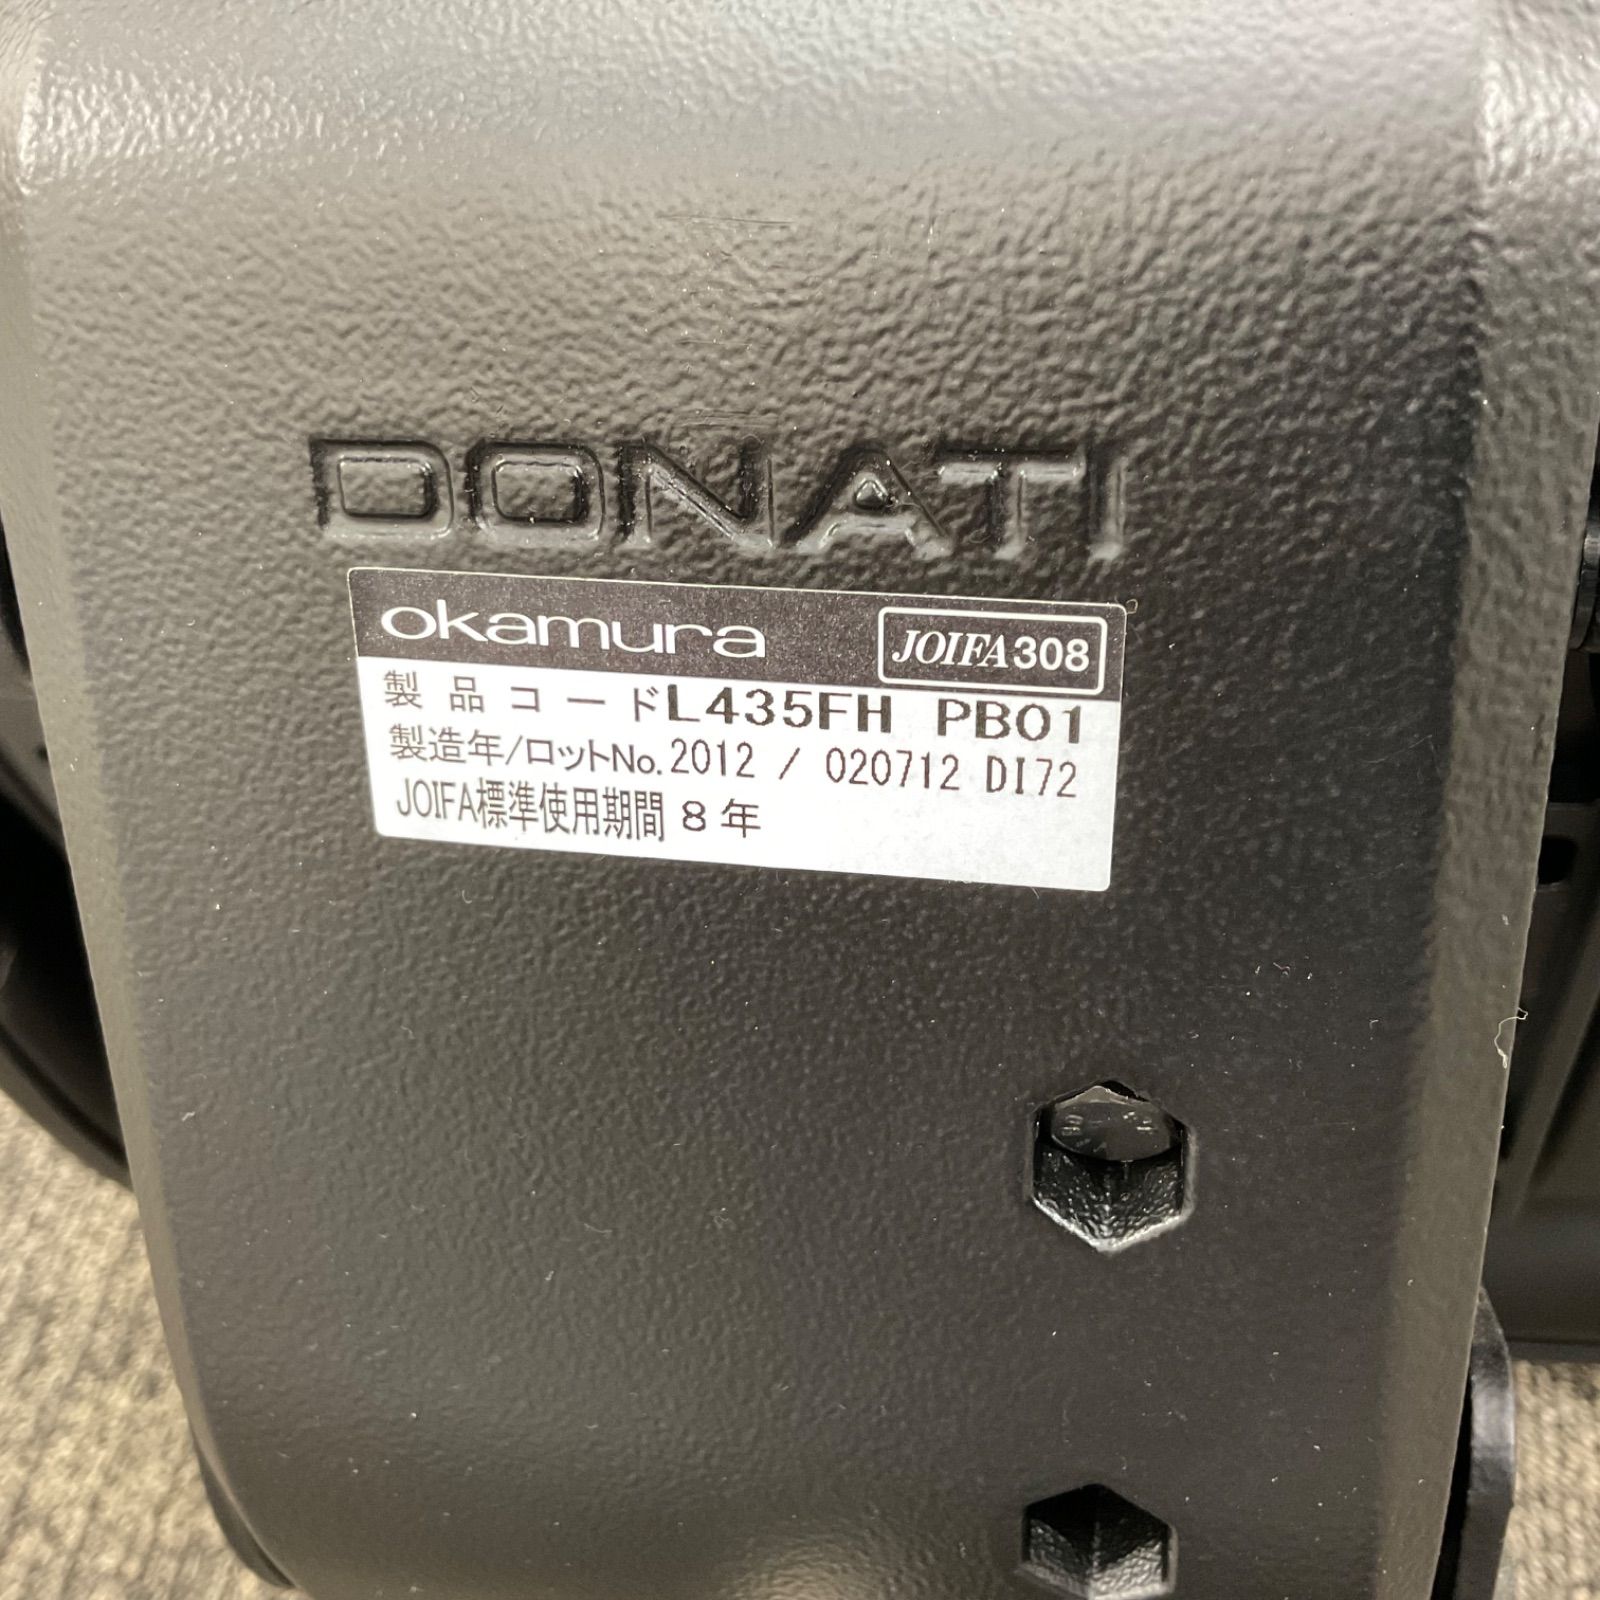 DONATI
okamura JOIFA308
製品コードL435FH PB01
製造年/ロットNo.2012 / 020712 DI72
JOIFA標準使用期間 8年